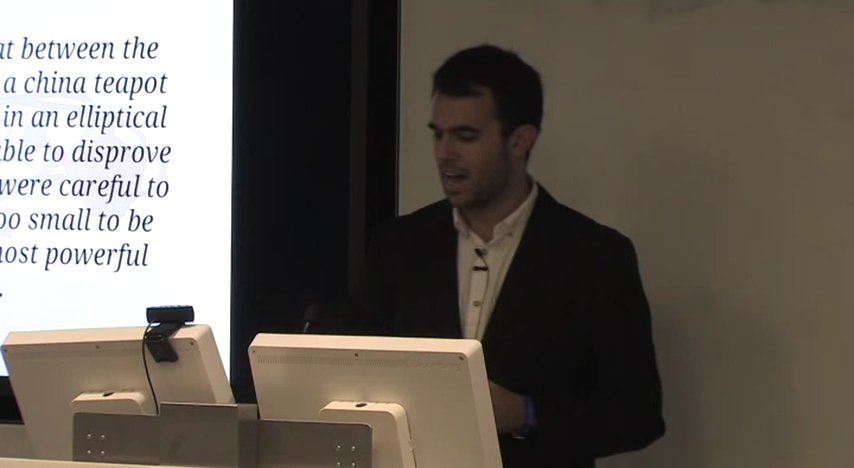 at between the
a china teapot
in an elliptical
ble to disprove
were careful to
oo small to be
ost powerful
.